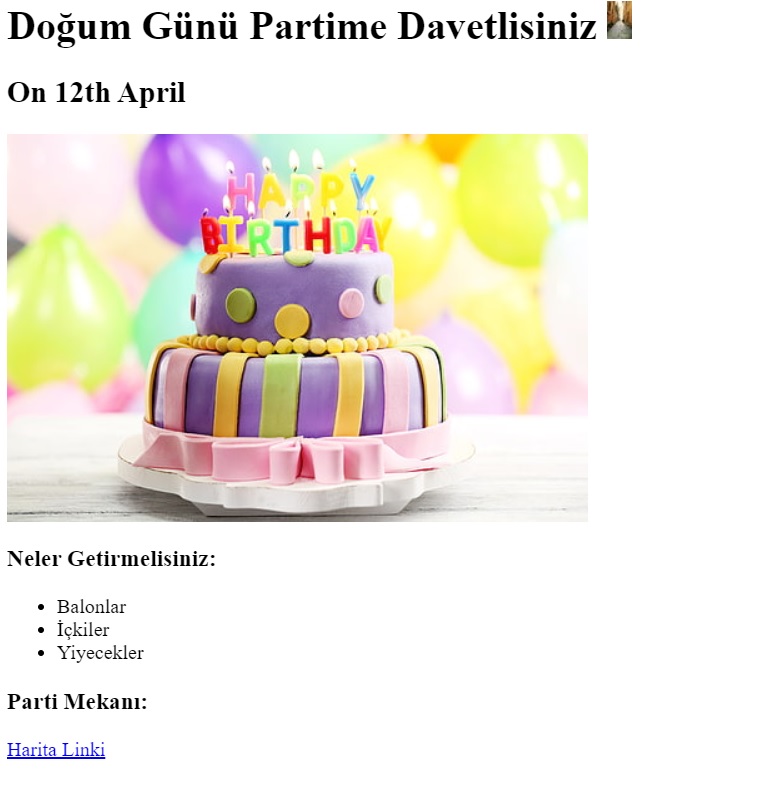 Doğum Günü Partime Davetlisiniz
On 12th April
HAPPY
BIRTHDAY
Neler Getirmelisiniz:
Balonlar
İçkiler
Yiyecekler
Parti Mekanı:
Harita Linki